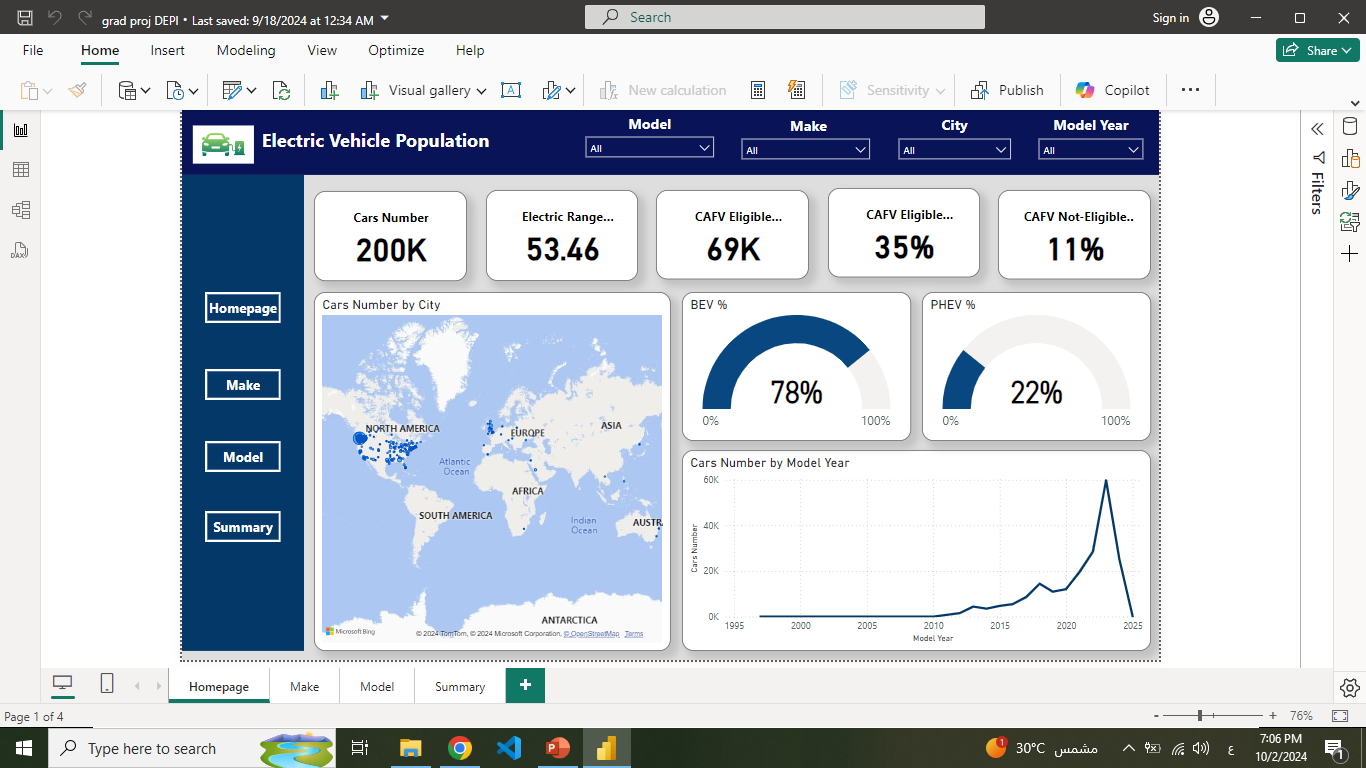 grad proj DEPI • Last saved: 9/18/2024 at 12:34 AM
Search
Sign in
File
Home
Insert
Modeling
View
Optimize
Help
Share
Visual gallery
New calculation
Sensitivity
Publish
Copilot
Electric Vehicle Population
Model
Make
City
Model Year
All
All
All
All
Filters
DAX
Cars Number
200K
Electric Range...
53.46
CAFV Eligible...
69K
CAFV Eligible...
35%
CAFV Not-Eligible..
11%
Homepage
Make
Model
Summary
Cars Number by City
NORTH AMERICA
EUROPE
ASIA
Atlantic
Ocean
AFRICA
SOUTH AMERICA
Indian
Ocean
AUSTR
ANTARCTICA
Microsoft Bing
© 2024 TomTom, © 2024 Microsoft Corporation, © OpenStreetMap Terms
BEV %
78%
0%
100%
PHEV %
22%
0%
100%
Cars Number by Model Year
60K
40K
20K
0K
Cars Number
1995
2000
2005
2010
2015
2020
2025
Model Year
Homepage
Make
Model
Summary
Page 1 of 4
76%
Type here to search
1
30°C
مشمس
ع
7:06 PM
10/2/2024
1